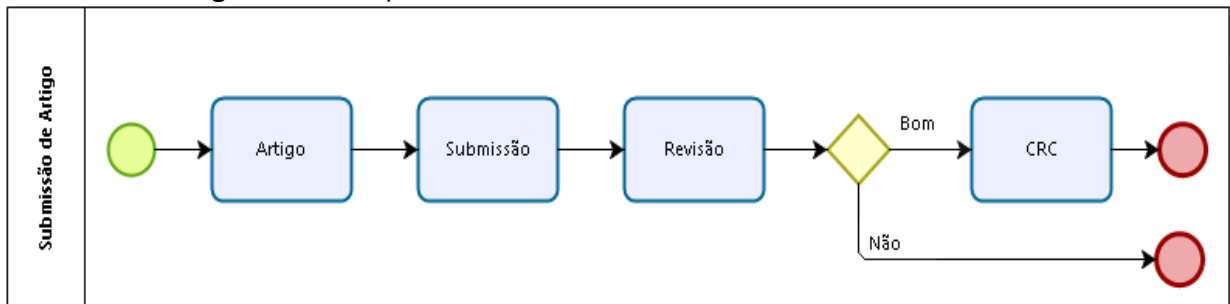 Submissão de Artigo
Artigo
Submissão
Revisão
Bom
CRC
Não